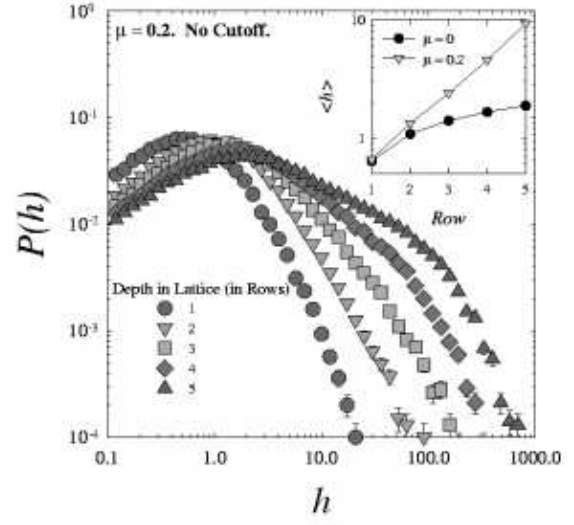 μ = 0.2. No Cutoff.
10⁰
10⁻¹
10⁻²
10⁻³
10⁻⁴
P(h)
0.1 1.0 10.0 100.0 1000.0
h
Depth in Lattice (in Rows)
1
2
3
4
5
10
1
<h>
μ = 0
μ = 0.2
1 2 3 4 5
Row